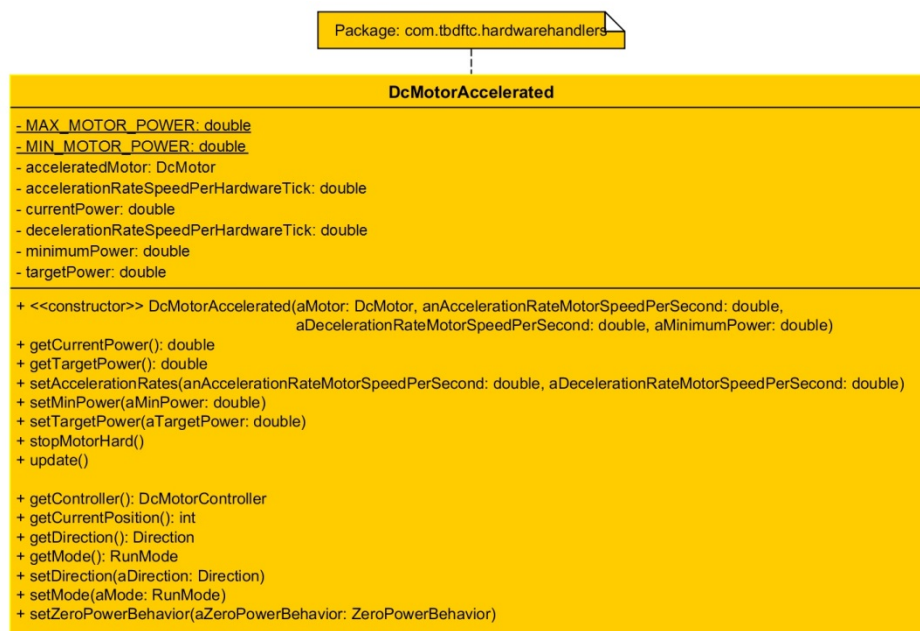 Package: com.tbdftc.hardwarehandlers
DcMotorAccelerated
- MAX_MOTOR_POWER: double
- MIN_MOTOR_POWER: double
- acceleratedMotor: DcMotor
- accelerationRateSpeedPerHardwareTick: double
- currentPower: double
- decelerationRateSpeedPerHardwareTick: double
- minimumPower: double
- targetPower: double
+ <<constructor>> DcMotorAccelerated(aMotor: DcMotor, anAccelerationRateMotorSpeedPerSecond: double,
aDecelerationRateMotorSpeedPerSecond: double, aMinimumPower: double)
+ getCurrentPower(): double
+ getTargetPower(): double
+ setAccelerationRates(anAccelerationRateMotorSpeedPerSecond: double, aDecelerationRateMotorSpeedPerSecond: double)
+ setMinPower(aMinPower: double)
+ setTargetPower(aTargetPower: double)
+ stopMotorHard()
+ update()
+ getController(): DcMotorController
+ getCurrentPosition(): int
+ getDirection(): Direction
+ getMode(): RunMode
+ setDirection(aDirection: Direction)
+ setMode(aMode: RunMode)
+ setZeroPowerBehavior(aZeroPowerBehavior: ZeroPowerBehavior)